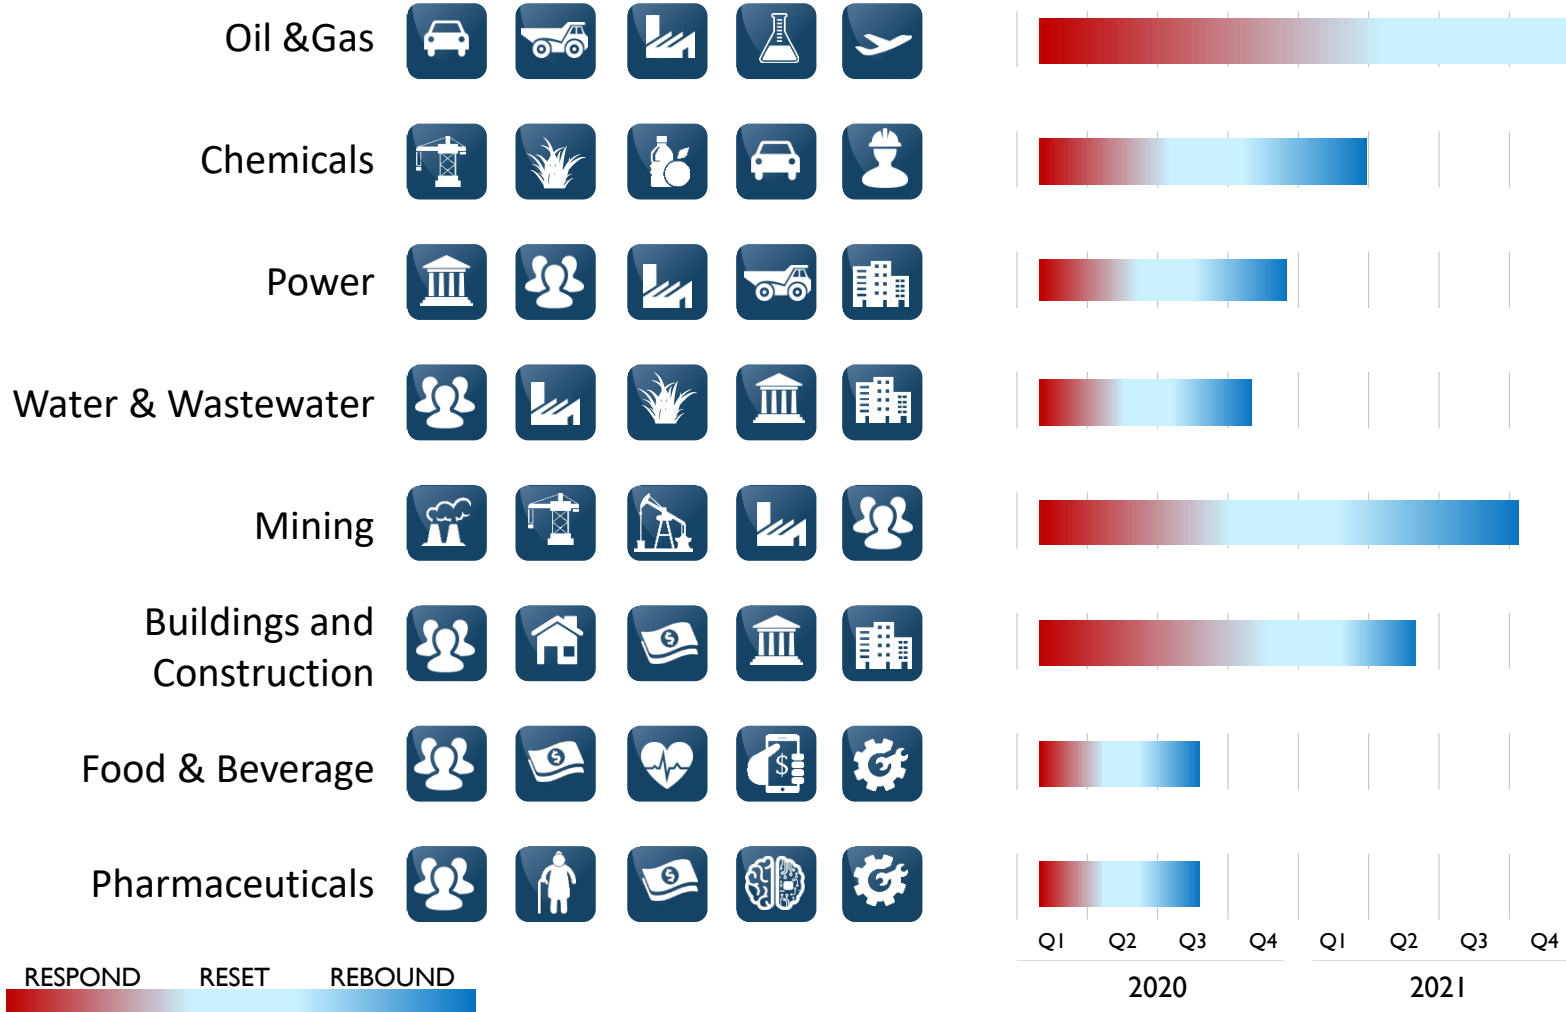 Oil &Gas
Chemicals
Power
Water & Wastewater
Mining
Buildings and
Construction
$
Food & Beverage
$
$
Pharmaceuticals
$
Q1 Q2 Q3 Q4 Q1 Q2 Q3 Q4
2020 2021
RESPOND RESET REBOUND